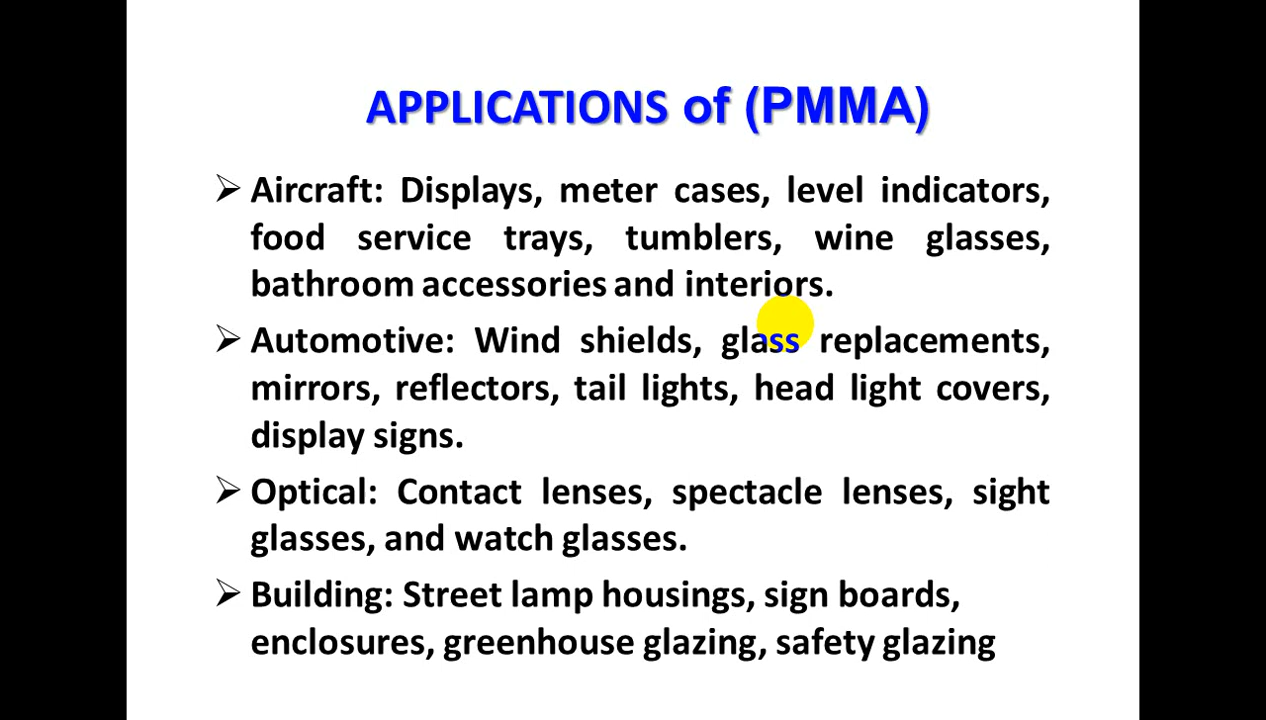 APPLICATIONS of (PMMA)
➢ Aircraft: Displays, meter cases, level indicators,
food service trays, tumblers, wine glasses,
bathroom accessories and interiors.
➢ Automotive: Wind shields, glass replacements,
mirrors, reflectors, tail lights, head light covers,
display signs.
➢ Optical: Contact lenses, spectacle lenses, sight
glasses, and watch glasses.
➢ Building: Street lamp housings, sign boards,
enclosures, greenhouse glazing, safety glazing